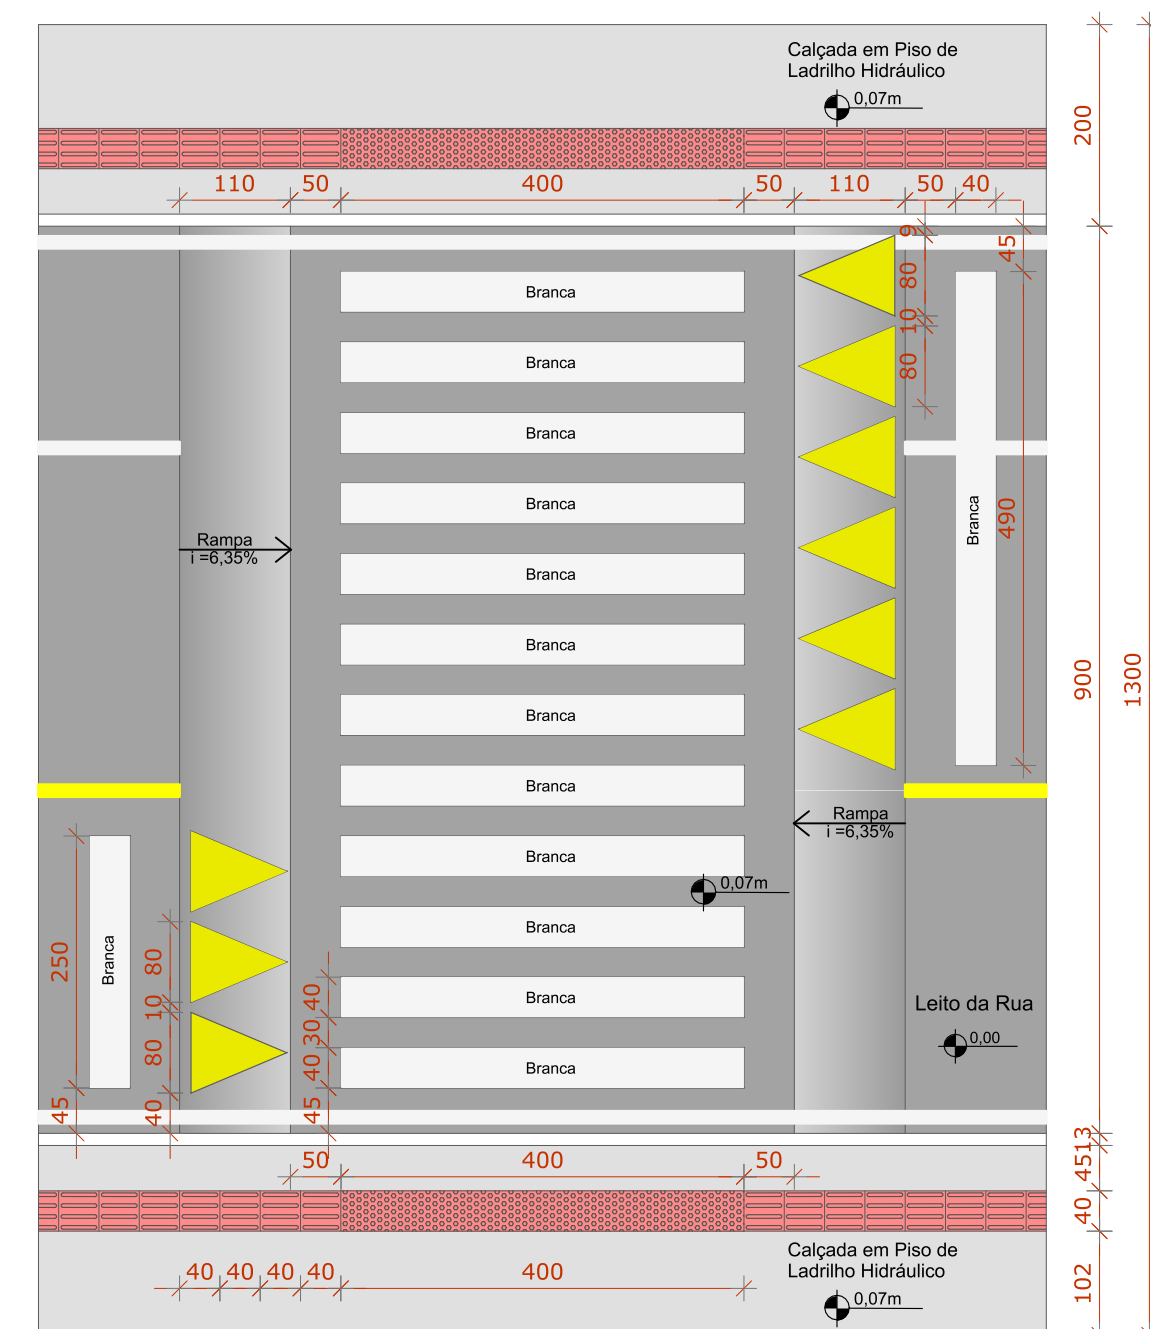 Calçada em Piso de
Ladrilho Hidráulico
0,07m
200
110 50 400 50 110 50 40
9
45
80
10
80
Branca
Branca
Branca
Branca
Branca
Branca
Branca
Branca
Branca
Branca
Branca
Branca
Rampa
i =6,35%
Branca
490
900
1300
Rampa
i =6,35%
0,07m
250
Branca
80
10
80
45
40
40
30
40
45
Leito da Rua
0,00
13
45
40
102
50 400 50
Calçada em Piso de
Ladrilho Hidráulico
0,07m
40 40 40 40 400